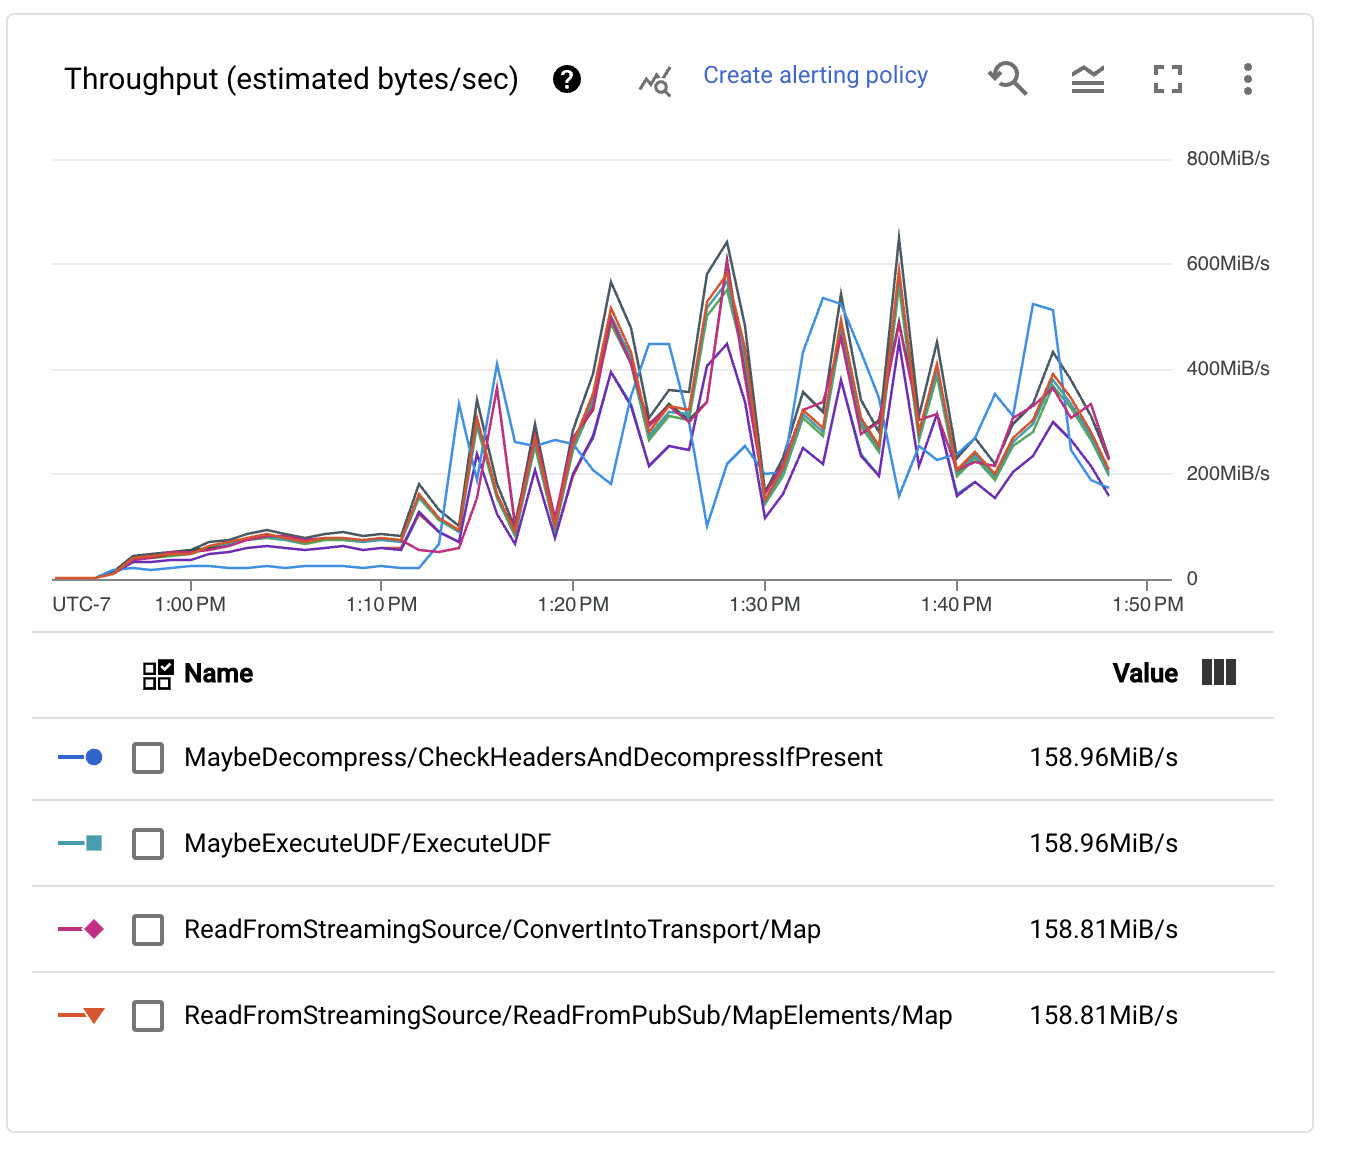 Throughput (estimated bytes/sec) ? Create alerting policy
800MiB/s
600MiB/s
400MiB/s
200MiB/s
0
UTC-7 1:00 PM 1:10 PM 1:20 PM 1:30 PM 1:40 PM 1:50 PM
Name Value
MaybeDecompress/CheckHeadersAndDecompressIfPresent 158.96MiB/s
MaybeExecuteUDF/ExecuteUDF 158.96MiB/s
ReadFromStreamingSource/ConvertIntoTransport/Map 158.81MiB/s
ReadFromStreamingSource/ReadFromPubSub/MapElements/Map 158.81MiB/s